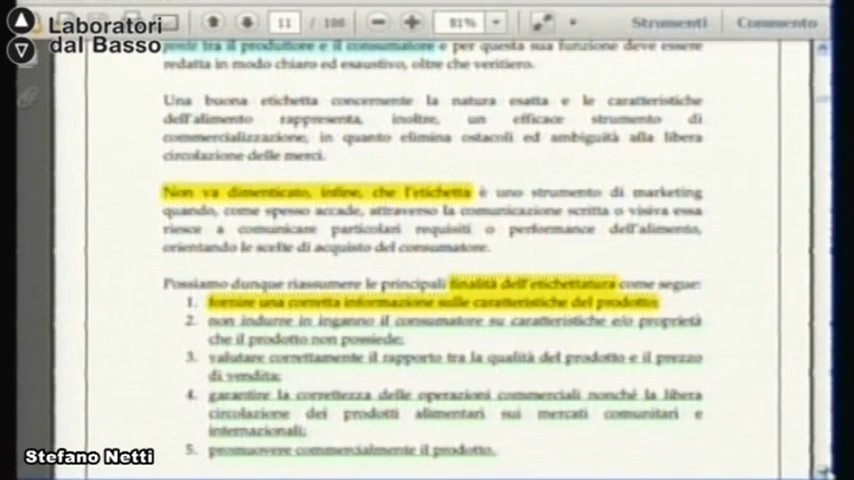 Laboratori
dal Basso
11 / 108
81%
Strumenti
Commento
ponte tra il produttore e il consumatore e per questa sua funzione deve essere
redatta in modo chiaro ed esaustivo, oltre che veritiero.
Una buona etichetta concernente la natura esatta e le caratteristiche
dell'alimento rappresenta, inoltre, un efficace strumento di
commercializzazione, in quanto elimina ostacoli ed ambiguità alla libera
circolazione delle merci.
Non va dimenticato, infine, che l'etichetta è uno strumento di marketing
quando, come spesso accade, attraverso la comunicazione scritta o visiva essa
riesce a comunicare particolari requisiti o performance dell'alimento,
orientando le scelte di acquisto del consumatore.
Possiamo dunque riassumere le principali finalità dell'etichettatura come segue:
1. fornire una corretta informazione sulle caratteristiche del prodotto;
2. non indurre in inganno il consumatore su caratteristiche e/o proprietà
che il prodotto non possiede;
3. valutare correttamente il rapporto tra la qualità del prodotto e il prezzo
di vendita;
4. garantire la correttezza delle operazioni commerciali nonché la libera
circolazione dei prodotti alimentari sui mercati comunitari e
internazionali;
5. promuovere commercialmente il prodotto.
Stefano Netti